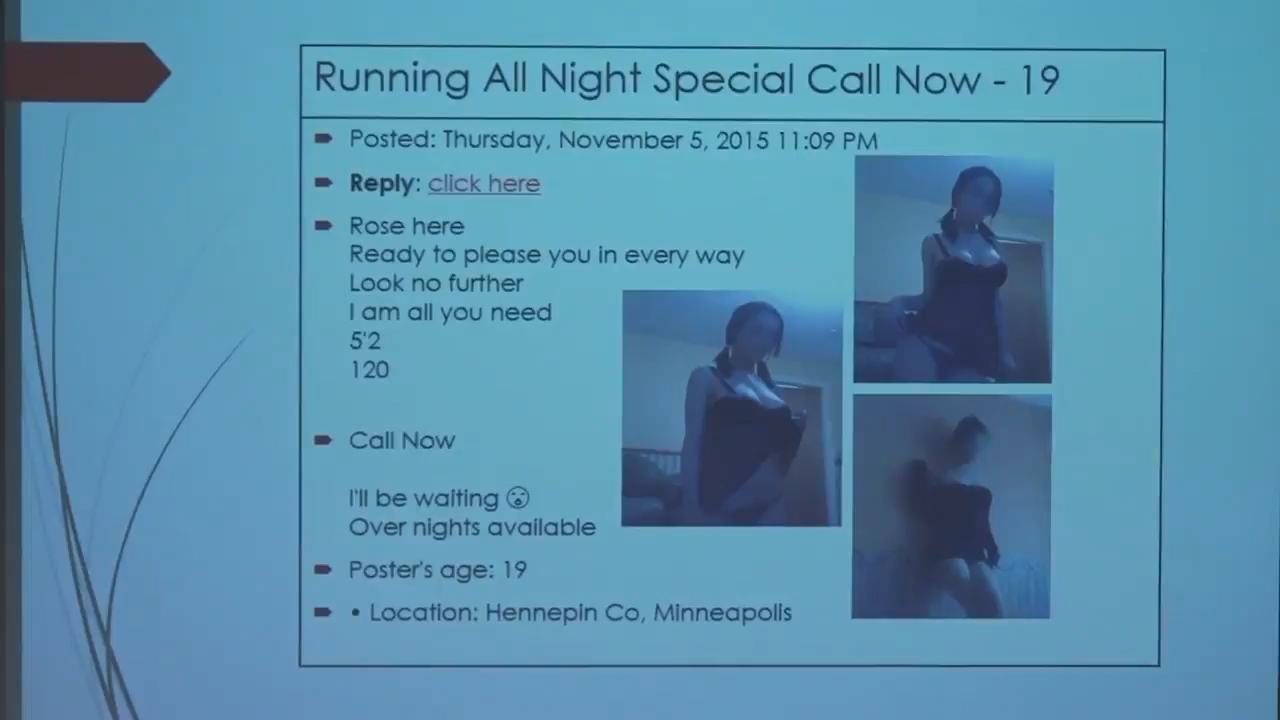 Running All Night Special Call Now - 19
Posted: Thursday, November 5, 2015 11:09 PM
Reply: click here
Rose here
Ready to please you in every way
Look no further
I am all you need
5'2
120
Call Now
I'll be waiting 😮
Over nights available
Poster's age: 19
• Location: Hennepin Co, Minneapolis